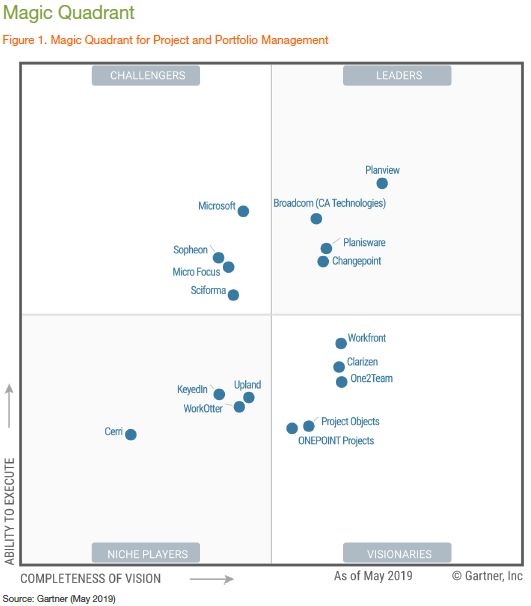 Magic Quadrant
Figure 1. Magic Quadrant for Project and Portfolio Management
CHALLENGERS
LEADERS
Planview
Microsoft
Broadcom (CA Technologies)
Sopheon
Planisware
Micro Focus
Changepoint
Sciforma
Workfront
Clarizen
One2Team
KeyedIn
Upland
WorkOtter
Project Objects
Cerri
ONEPOINT Projects
ABILITY TO EXECUTE
NICHE PLAYERS
VISIONARIES
COMPLETENESS OF VISION
As of May 2019
© Gartner, Inc
Source: Gartner (May 2019)